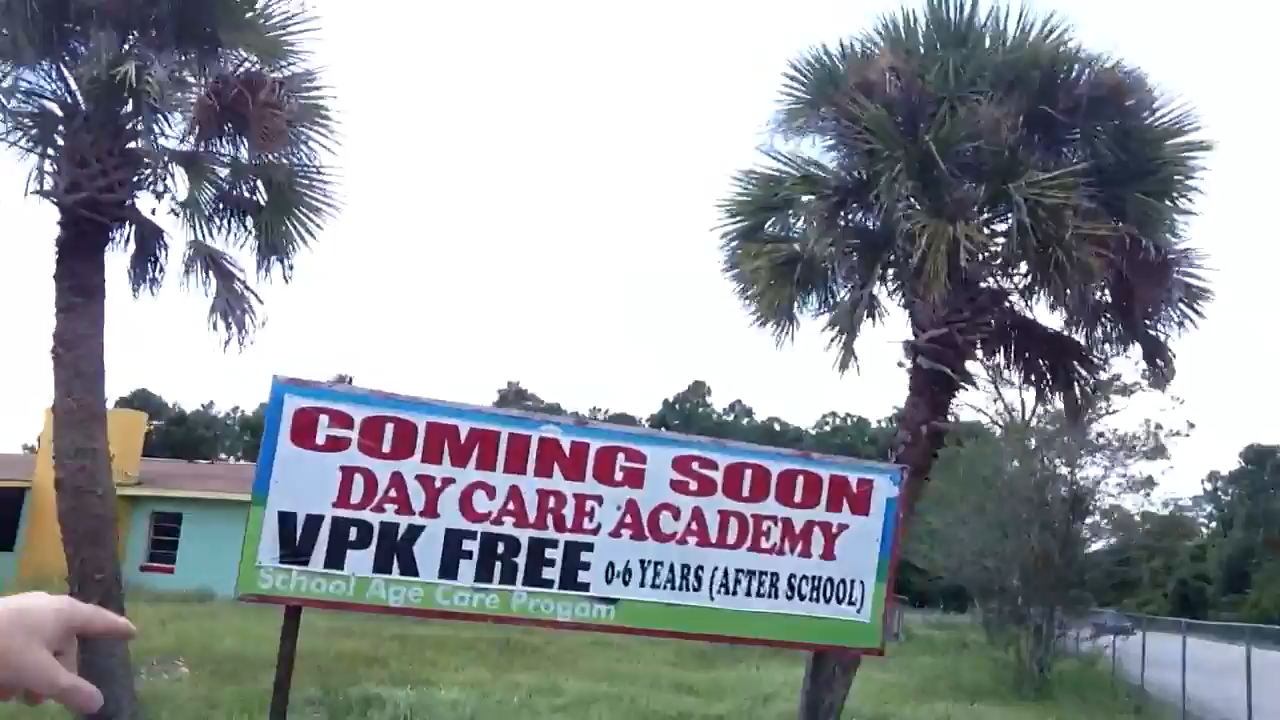 COMING SOON
DAY CARE ACADEMY
VPK FREE 0-6 YEARS (AFTER SCHOOL)
School Age Care Progam